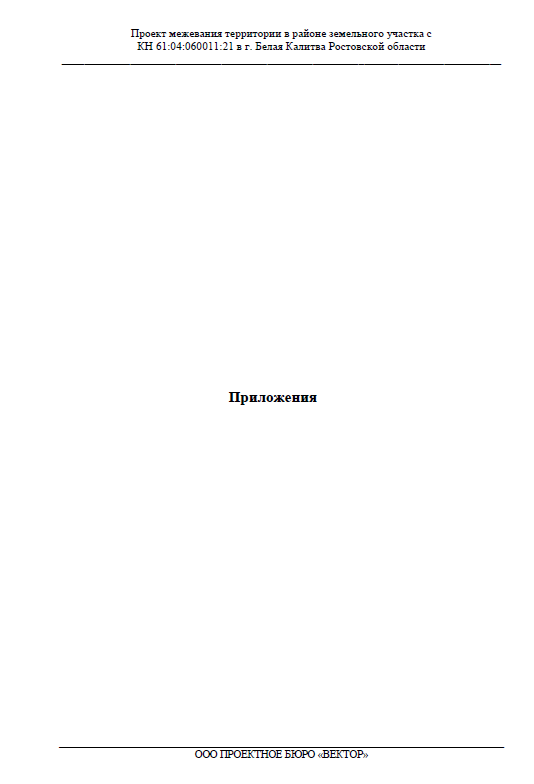 Проект межевания территории в районе земельного участка с
КН 61:04:060011:21 в г. Белая Калитва Ростовской области
Приложения
ООО ПРОЕКТНОЕ БЮРО «ВЕКТОР»